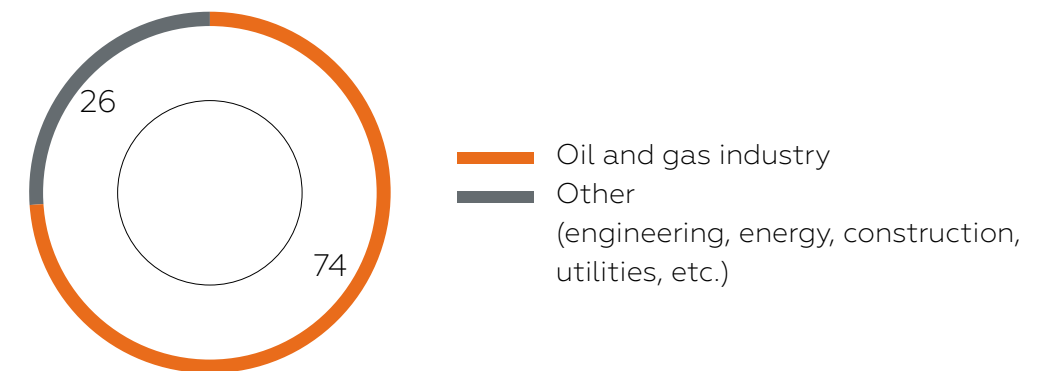 26
74
Oil and gas industry
Other
(engineering, energy, construction,
utilities, etc.)